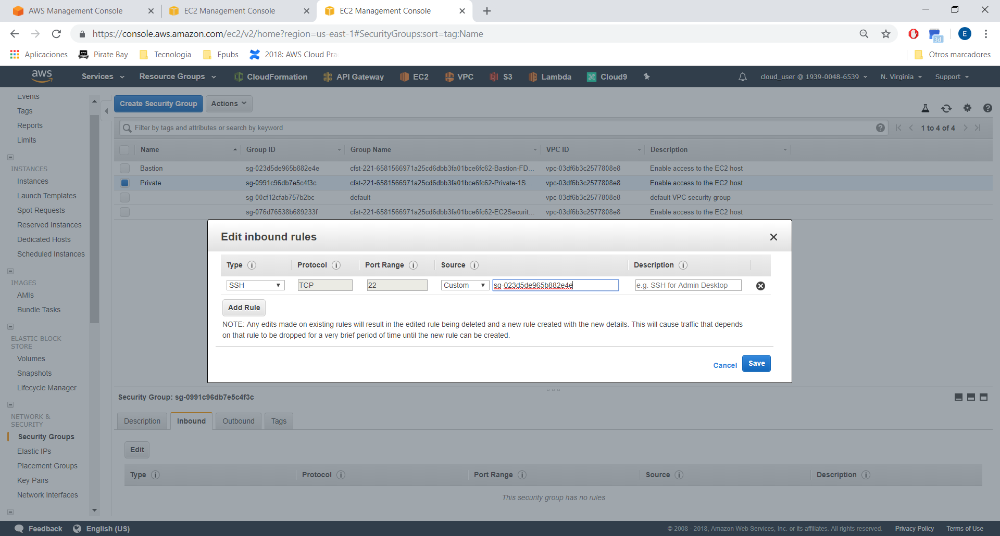 AWS Management Console
EC2 Management Console
EC2 Management Console
https://console.aws.amazon.com/ec2/v2/home?region=us-east-1#SecurityGroups:sort=tag:Name
3d
E
Aplicaciones
Pirate Bay
Tecnologia
Epubs
2018: AWS Cloud Pra
Otros marcadores
aws
Services
Resource Groups
CloudFormation
API Gateway
EC2
VPC
S3
Lambda
Cloud9
cloud_user @ 1939-0048-6539
N. Virginia
Support
Events
Tags
Reports
Limits
INSTANCES
Instances
Launch Templates
Spot Requests
Reserved Instances
Dedicated Hosts
Scheduled Instances
IMAGES
AMIs
Bundle Tasks
ELASTIC BLOCK
STORE
Volumes
Snapshots
Lifecycle Manager
NETWORK &
SECURITY
Security Groups
Elastic IPs
Placement Groups
Key Pairs
Network Interfaces
Create Security Group
Actions
Filter by tags and attributes or search by keyword
1 to 4 of 4
Name Group ID Group Name VPC ID Description
Bastion sg-023d5de965b882e4e cfst-221-6581566971a25cd6dbb3fa01bce6fc62-Bastion-FD... vpc-03df6b3c2577808e8 Enable access to the EC2 host
Private sg-0991c96db7e5c4f3c cfst-221-6581566971a25cd6dbb3fa01bce6fc62-Private-1S... vpc-03df6b3c2577808e8 Enable access to the EC2 host
sg-00cf12cfab757b2bc default vpc-03df6b3c2577808e8 default VPC security group
sg-076d76538b689233f cfst-221-6581566971a25cd6dbb3fa01bce6fc62-EC2Securit... vpc-03df6b3c2577808e8 Enable access to the EC2 host
Edit inbound rules
Type Protocol Port Range Source Description
SSH TCP 22 Custom sg-023d5de965b882e4e e.g. SSH for Admin Desktop
Add Rule
NOTE: Any edits made on existing rules will result in the edited rule being deleted and a new rule created with the new details. This will cause traffic that depends
on that rule to be dropped for a very brief period of time until the new rule can be created.
Cancel
Save
Security Group: sg-0991c96db7e5c4f3c
Description
Inbound
Outbound
Tags
Edit
Type Protocol Port Range Source Description
This security group has no rules
Feedback
English (US)
© 2008 - 2018, Amazon Web Services, Inc. or its affiliates. All rights reserved.
Privacy Policy
Terms of Use